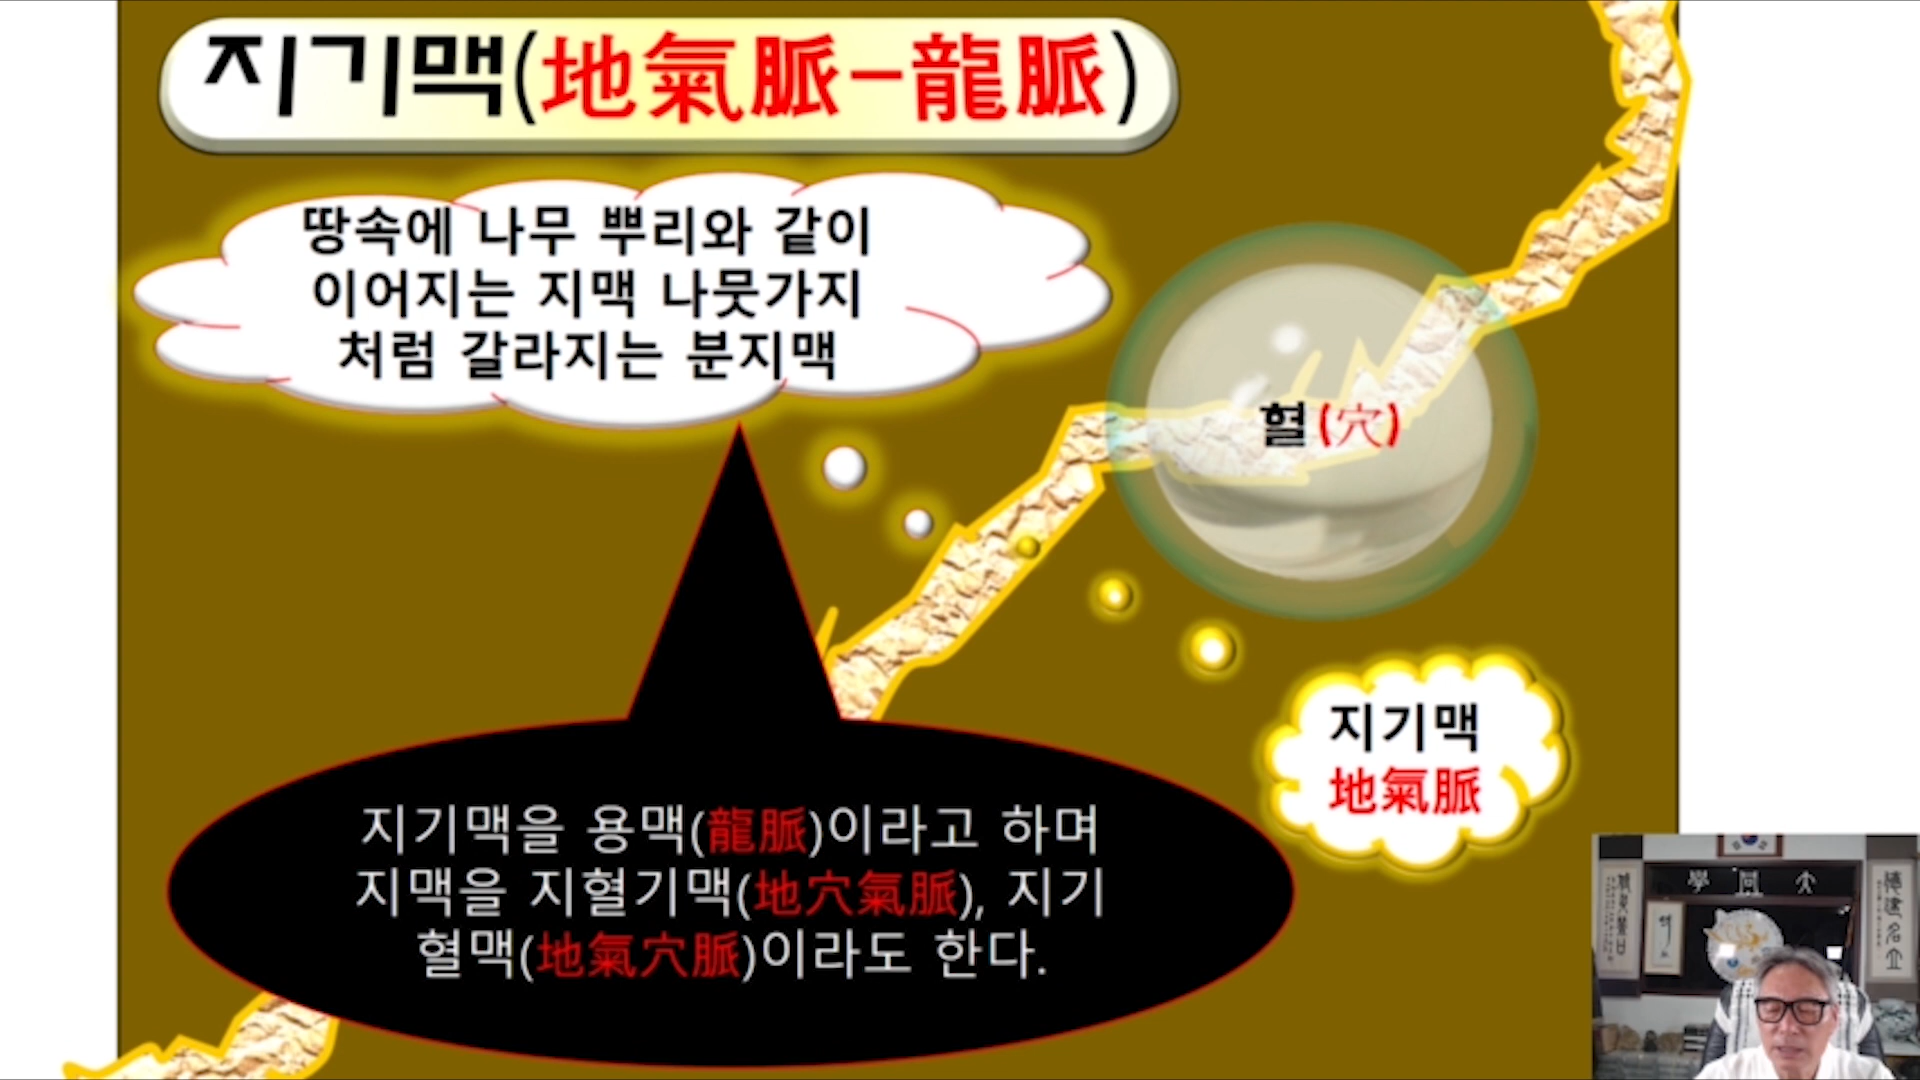 지기맥(地氣脈-龍脈)
땅속에 나무 뿌리와 같이
이어지는 지맥 나뭇가지
처럼 갈라지는 분지맥
혈(穴)
지기맥
地氣脈
지기맥을 용맥(龍脈)이라고 하며
지맥을 지혈기맥(地穴氣脈), 지기
혈맥(地氣穴脈)이라도 한다.